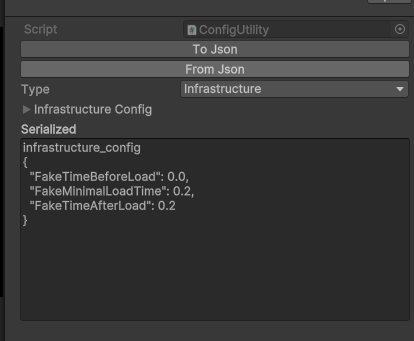 Script ConfigUtility
To Json
From Json
Type Infrastructure
Infrastructure Config
Serialized
infrastructure_config
{
  "FakeTimeBeforeLoad": 0.0,
  "FakeMinimalLoadTime": 0.2,
  "FakeTimeAfterLoad": 0.2
}